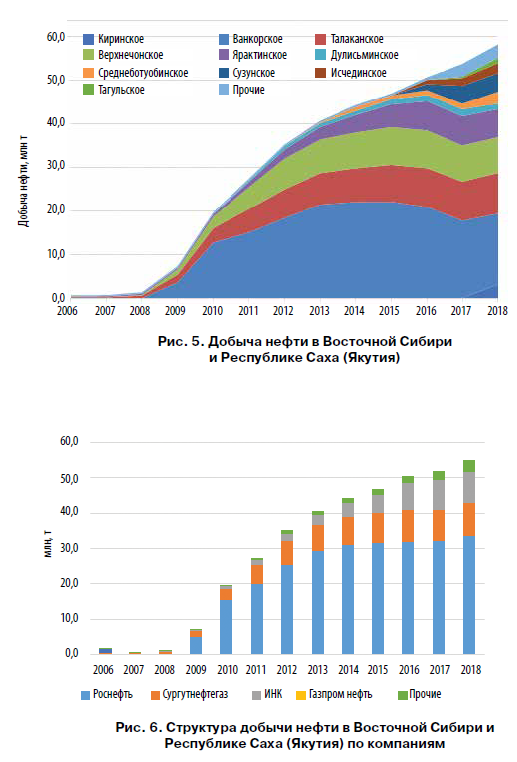 60,0
50,0
40,0
30,0
20,0
10,0
0,0
Добыча нефти, млн т
Киринское Ванкорское Талаканское
Верхнечонское Ярактинское Дулисьминское
Среднеботуобинское Сузунское Исчединское
Тагульское Прочие
2006 2007 2008 2009 2010 2011 2012 2013 2014 2015 2016 2017 2018
Рис. 5. Добыча нефти в Восточной Сибири
и Республике Саха (Якутия)
60,0
50,0
40,0
30,0
20,0
10,0
0,0
млн, т
2006 2007 2008 2009 2010 2011 2012 2013 2014 2015 2016 2017 2018
Роснефть Сургутнефтегаз ИНК Газпром нефть Прочие
Рис. 6. Структура добычи нефти в Восточной Сибири и
Республике Саха (Якутия) по компаниям